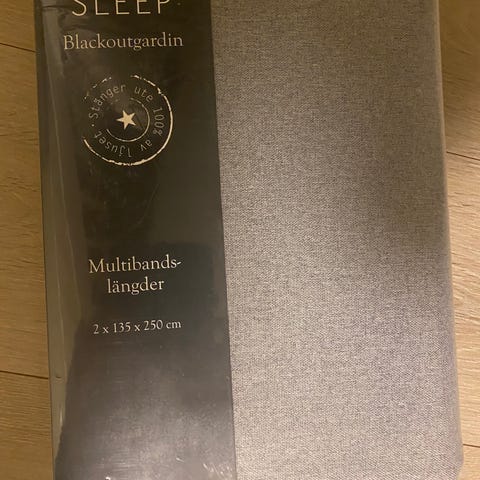 SLEEP
Blackoutgardin
Stänger ute 100% av ljuset
Multibands-
längder
2 x 135 x 250 cm